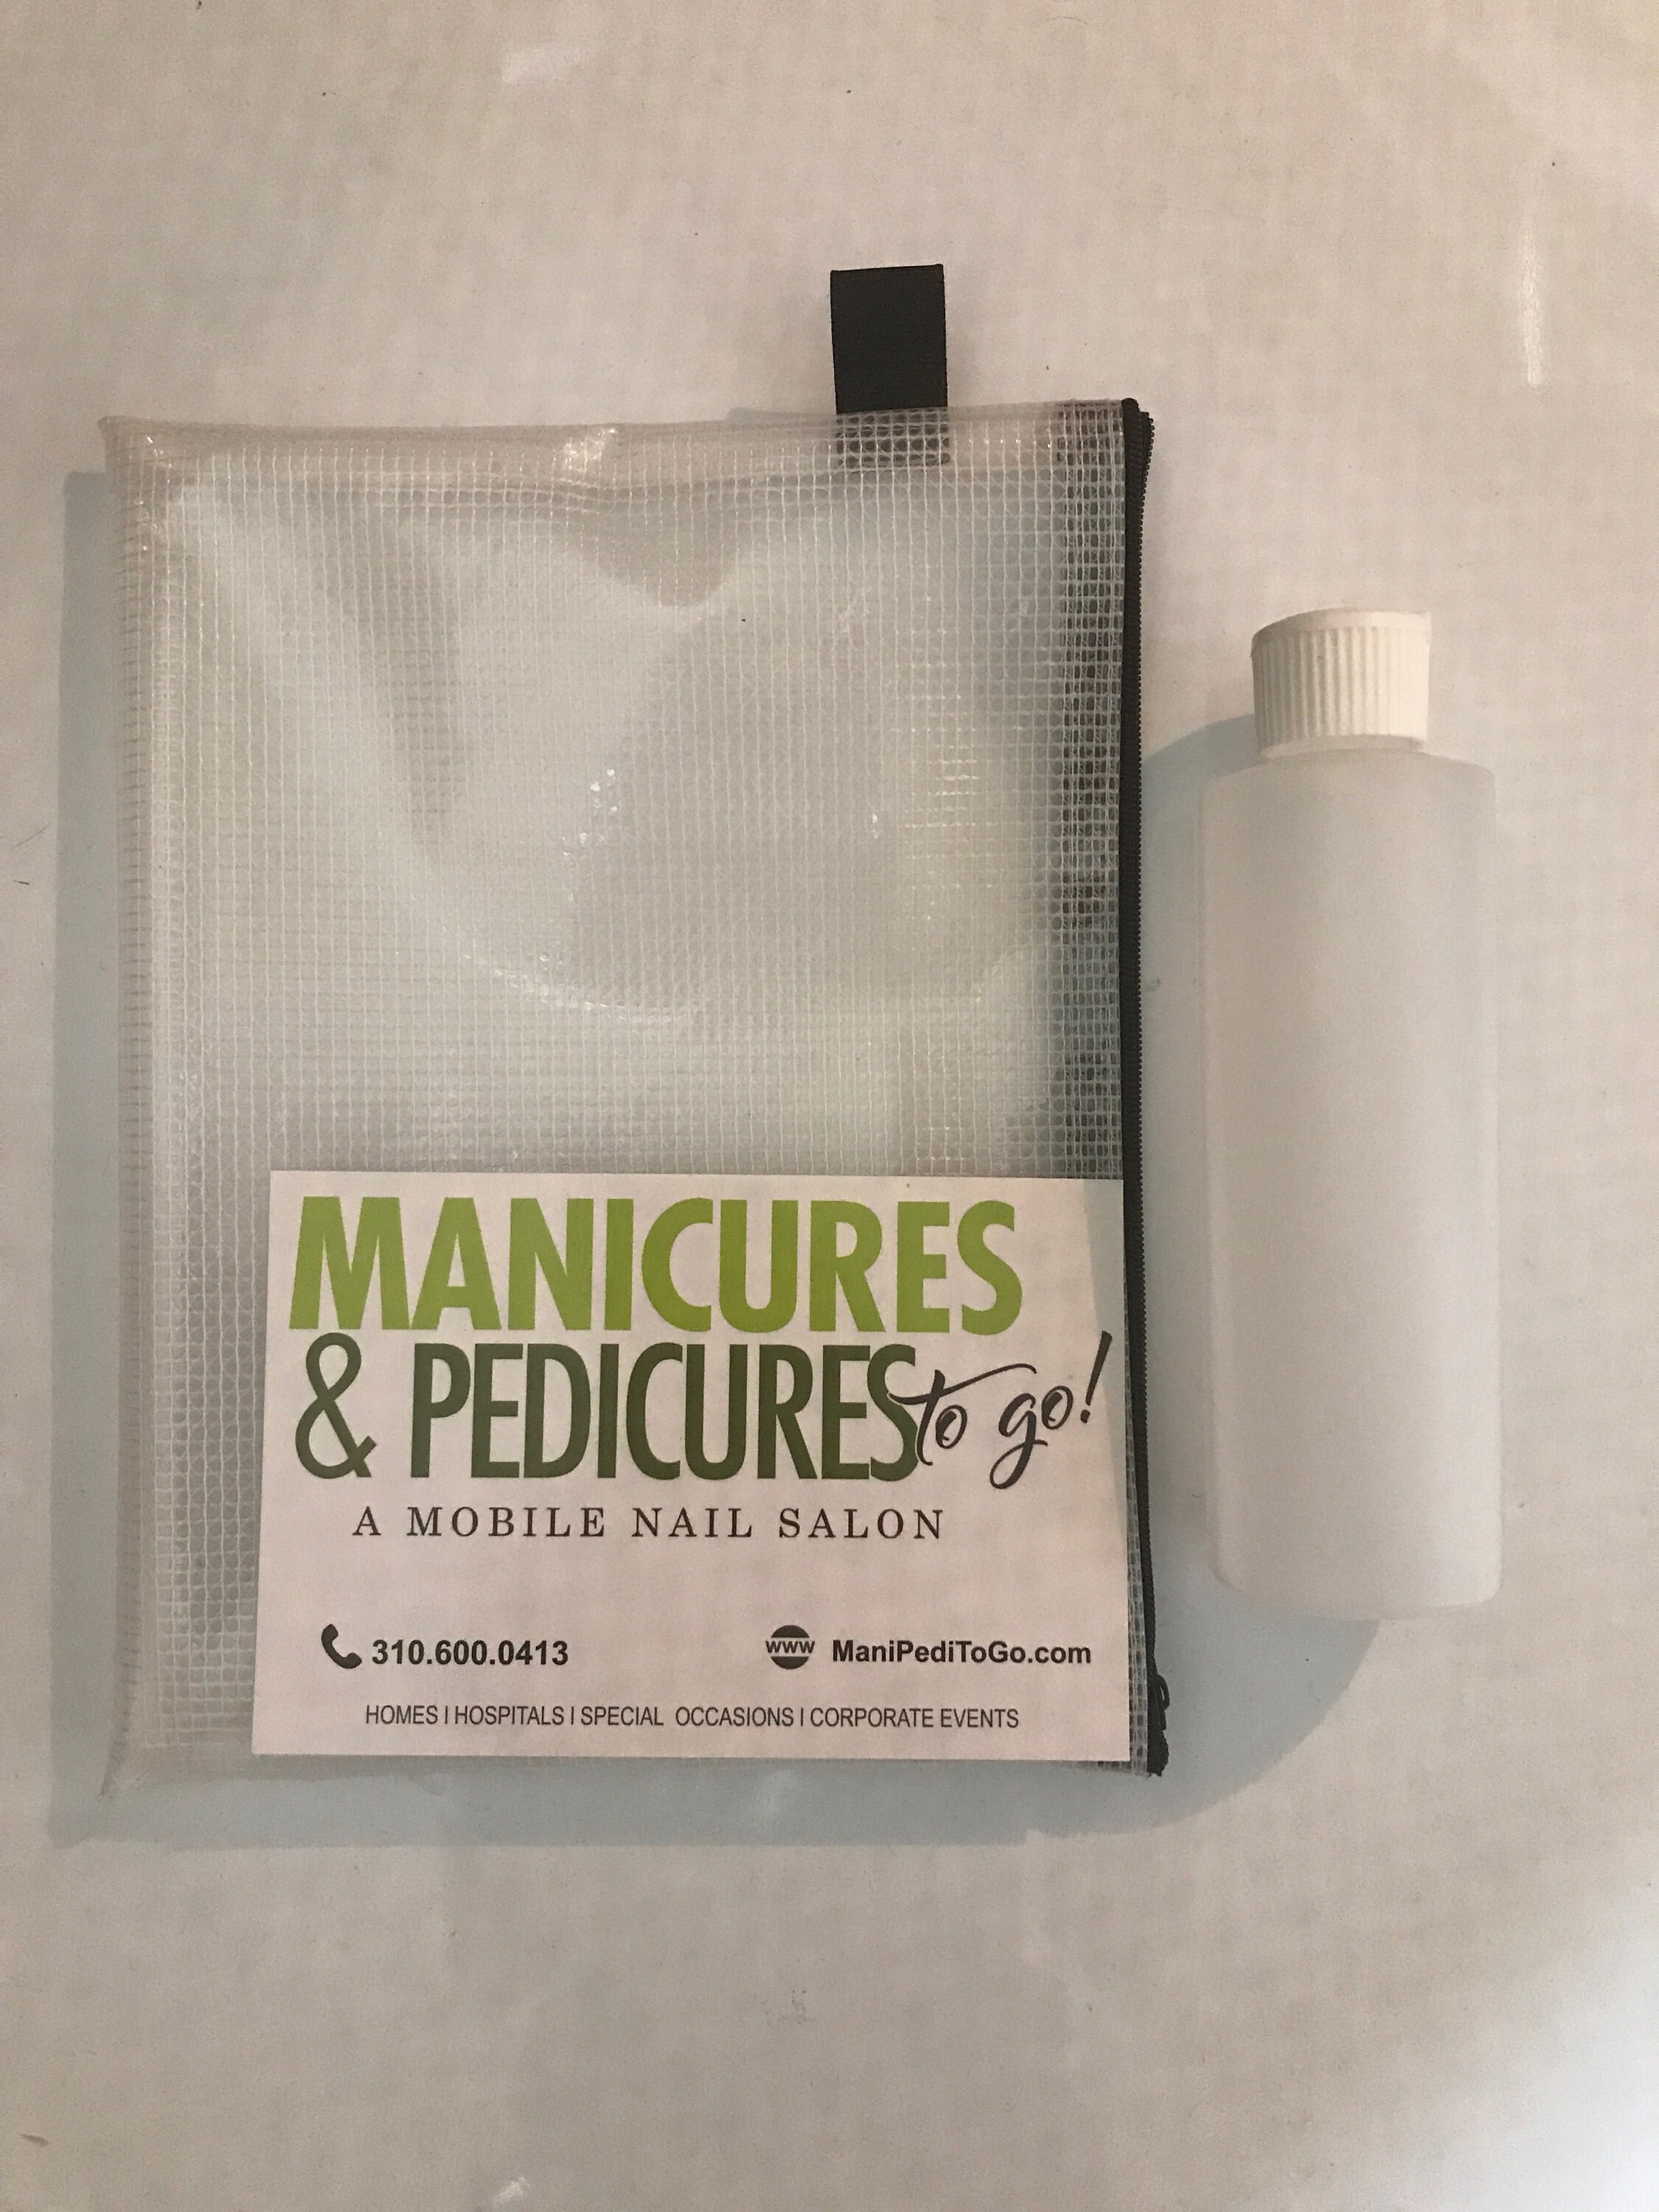 MANICURES
& PEDICURES to go!
A MOBILE NAIL SALON
310.600.0413
www ManiPediToGo.com
HOMES | HOSPITALS | SPECIAL OCCASIONS | CORPORATE EVENTS